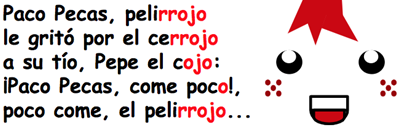 Paco Pecas, pelirrojo
le gritó por el cerrojo
a su tío, Pepe el cojo:
¡Paco Pecas, come poco!,
poco come, el pelirrojo...